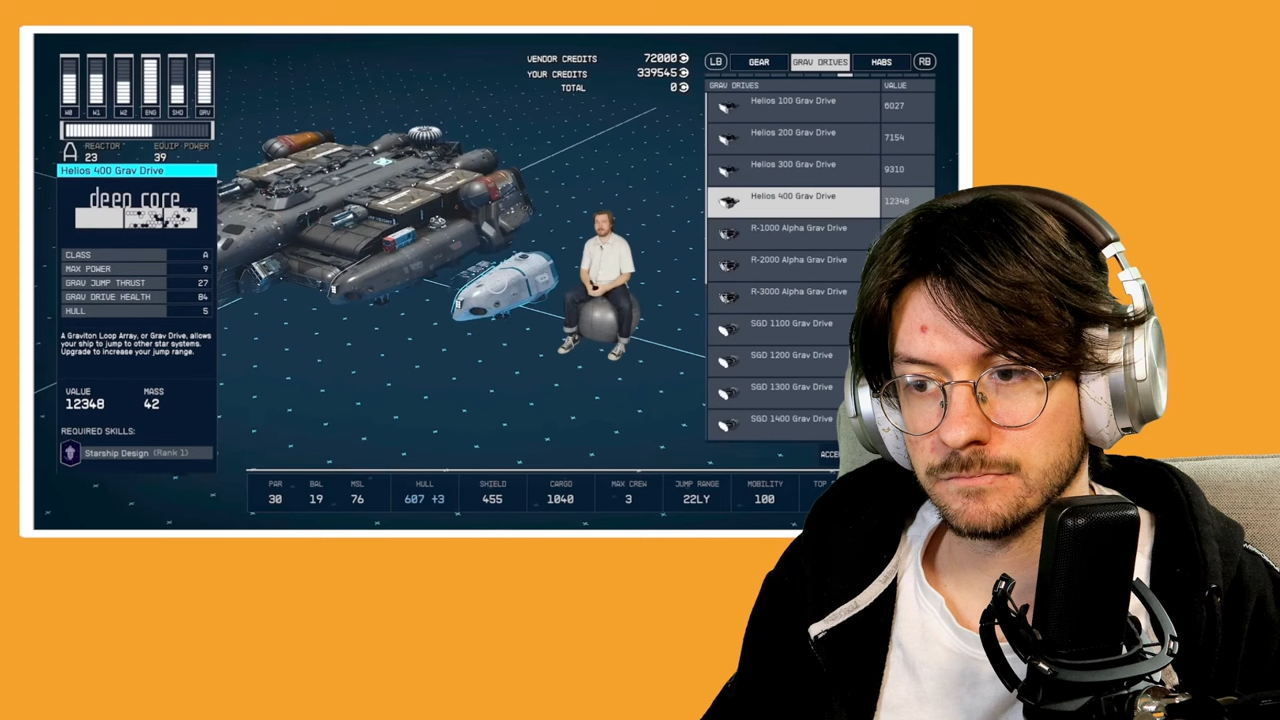 W0 W1 W2 ENG SHD GRV
REACTOR EQUIP POWER
A 23 39
Helios 400 Grav Drive
deep core
CLASS A
MAX POWER 9
GRAV JUMP THRUST 27
GRAV DRIVE HEALTH 84
HULL 5
A Graviton Loop Array, or Grav Drive, allows
your ship to jump to other star systems.
Upgrade to increase your jump range.
VALUE MASS
12348 42
REQUIRED SKILLS:
Starship Design (Rank 1)
VENDOR CREDITS 72000
YOUR CREDITS 339545
TOTAL 0
LB GEAR GRAV DRIVES HABS RB
GRAV DRIVES VALUE
Helios 100 Grav Drive 6027
Helios 200 Grav Drive 7154
Helios 300 Grav Drive 9310
Helios 400 Grav Drive 12348
R-1000 Alpha Grav Drive
R-2000 Alpha Grav Drive
R-3000 Alpha Grav Drive
SGD 1100 Grav Drive
SGD 1200 Grav Drive
SGD 1300 Grav Drive
SGD 1400 Grav Drive
PAR BAL MSL HULL SHIELD CARGO MAX CREW JUMP RANGE MOBILITY TOP
30 19 76 607 +3 455 1040 3 22LY 100